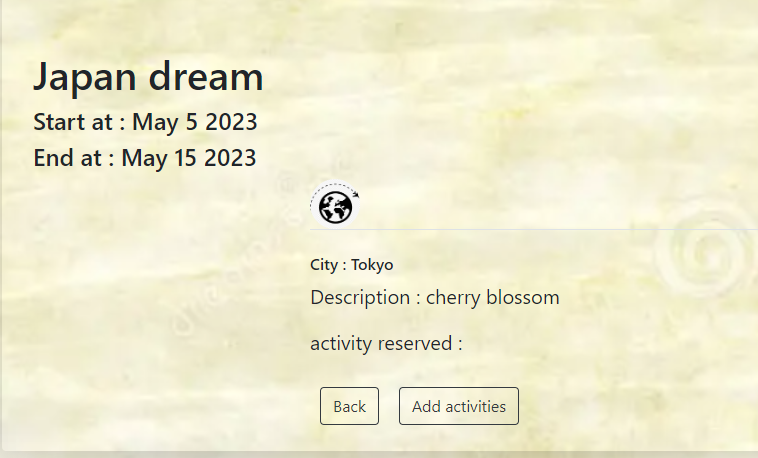 Japan dream
Start at : May 5 2023
End at : May 15 2023
City : Tokyo
Description : cherry blossom
activity reserved :
Back
Add activities